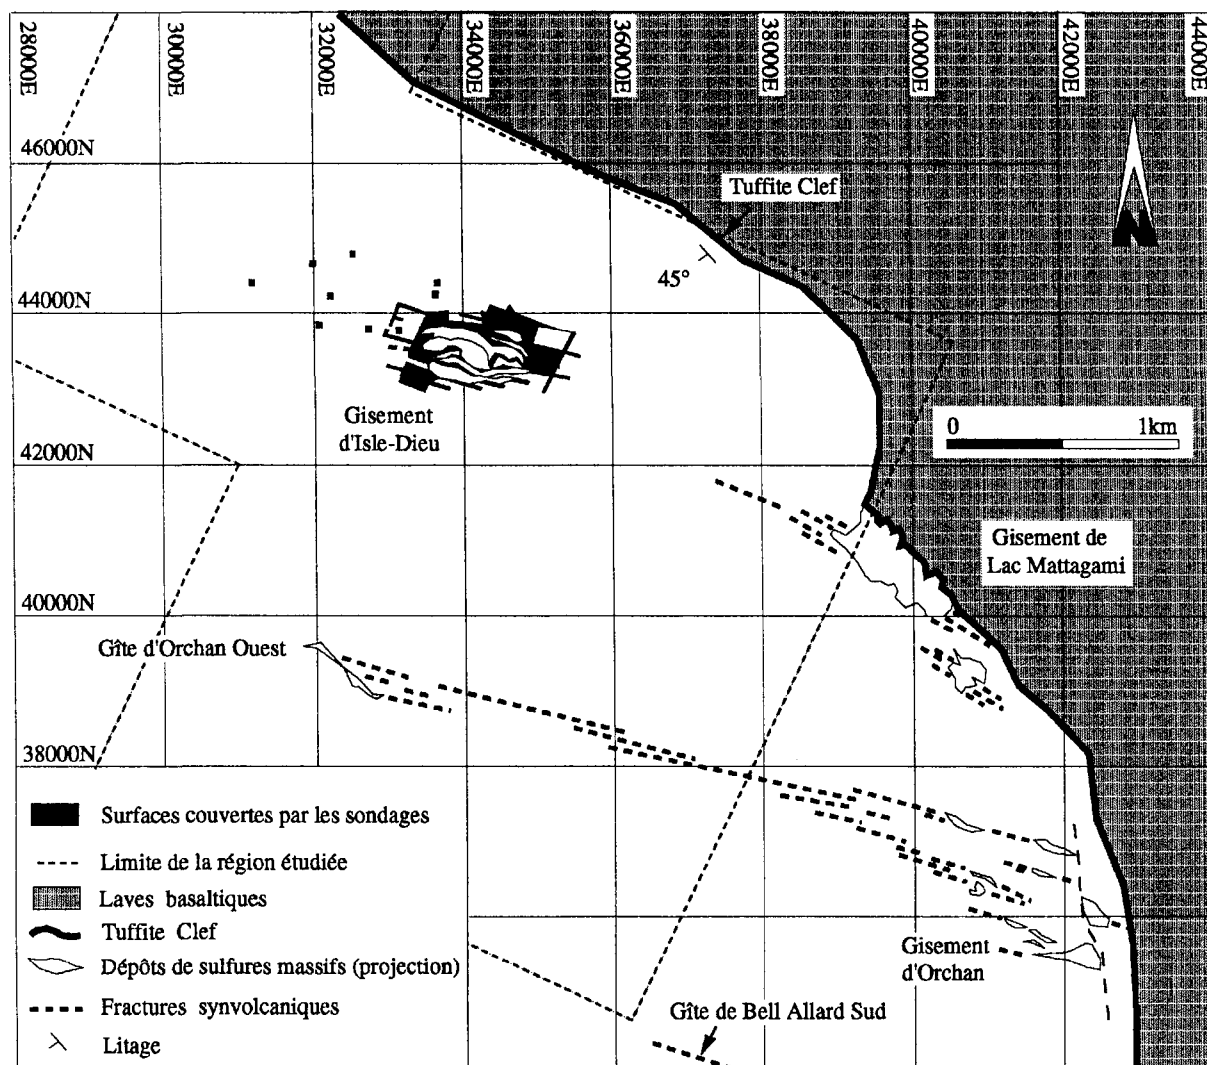 28000E
30000E
32000E
34000E
36000E
38000E
40000E
42000E
44000E
46000N
Tuffite Clef
N
45°
44000N
0 1km
Gisement
d'Isle-Dieu
42000N
Gisement de
Lac Mattagami
40000N
Gîte d'Orchan Ouest
38000N
Surfaces couvertes par les sondages
Limite de la région étudiée
Laves basaltiques
Tuffite Clef
Dépôts de sulfures massifs (projection)
Fractures synvolcaniques
Litage
Gisement
d'Orchan
Gîte de Bell Allard Sud